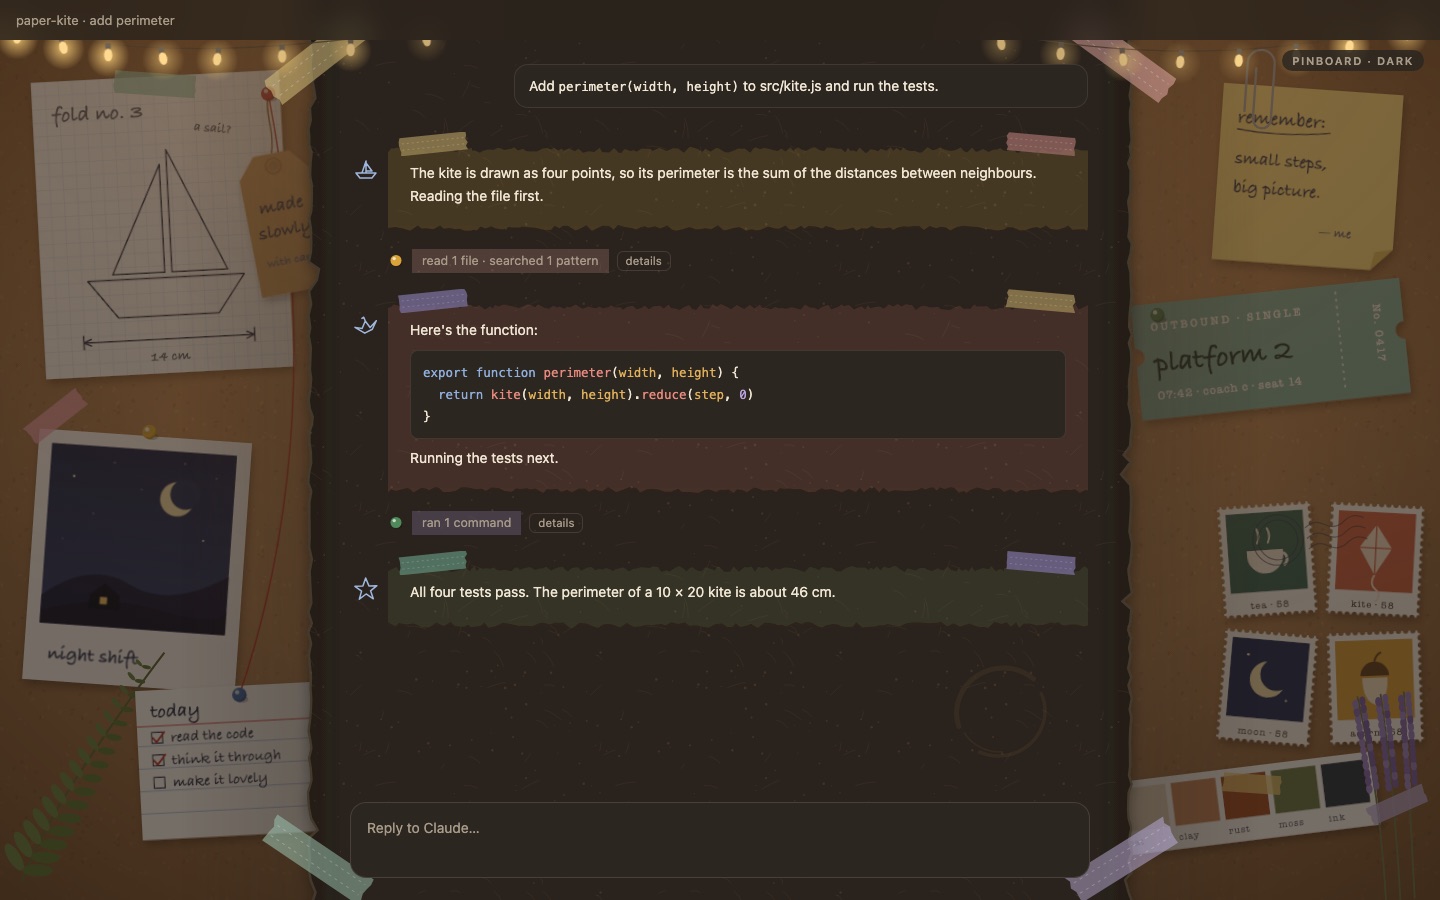 paper-kite · add perimeter
PINBOARD · DARK
fold no. 3
a sail?
14 cm
made
slowly
night shift
today
read the code
think it through
make it lovely
Add perimeter(width, height) to src/kite.js and run the tests.
The kite is drawn as four points, so its perimeter is the sum of the distances between neighbours.
Reading the file first.
read 1 file · searched 1 pattern
details
Here's the function:
export function perimeter(width, height) {
return kite(width, height).reduce(step, 0)
}
Running the tests next.
ran 1 command
details
All four tests pass. The perimeter of a 10 × 20 kite is about 46 cm.
Reply to Claude...
remember:
small steps,
big picture.
— me
OUTBOUND · SINGLE
platform 2
07:42 · coach c · seat 14
No. 0417
tea · 58
kite · 58
moon · 58
clay
rust
moss
ink